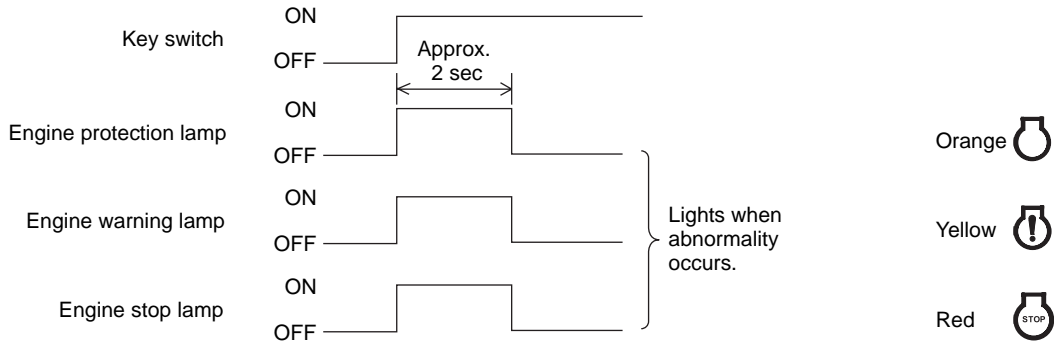 ON
Key switch
OFF
Approx.
2 sec
ON
Engine protection lamp
OFF
Orange
ON
Engine warning lamp
OFF
Lights when
abnormality
occurs.
Yellow
ON
Engine stop lamp
OFF
Red
STOP